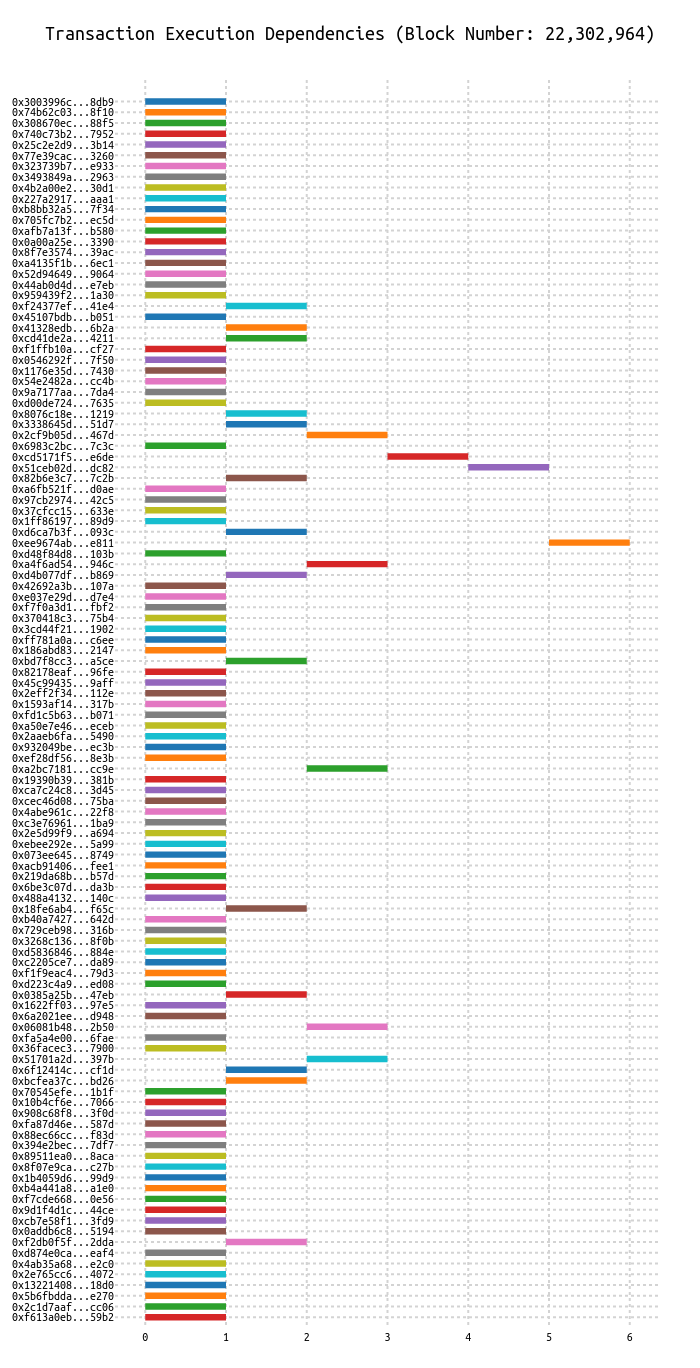 Transaction Execution Dependencies (Block Number: 22,302,964)
0x3003996c...8db9
0x74b62c03...8f10
0x308670ec...88f5
0x740c73b2...7952
0x25c2e2d9...3b14
0x77e39cac...3260
0x323739b7...e933
0x3493849a...2963
0x4b2a00e2...30d1
0x227a2917...aaa1
0xb8bb32a5...7f34
0x705fc7b2...ec5d
0xafb7a13f...b580
0x0a00a25e...3390
0x8f7e3574...39ac
0xa4135f1b...6ec1
0x52d94649...9064
0x44ab0d4d...e7eb
0x959439f2...1a30
0xf24377ef...41e4
0x45107bdb...b051
0x41328edb...6b2a
0xcd41de2a...4211
0xf1ffb10a...cf27
0x0546292f...7f50
0x1176e35d...7430
0x54e2482a...cc4b
0x9a7177aa...7da4
0xd00de724...7635
0x8076c18e...1219
0x3338645d...51d7
0x2cf9b05d...467d
0x6983c2bc...7c3c
0xcd5171f5...e6de
0x51ceb02d...dc82
0x82b6e3c7...7c2b
0xa6fb521f...d0ae
0x97cb2974...42c5
0x37cfcc15...633e
0x1ff86197...89d9
0xd6ca7b3f...093c
0xee9674ab...e811
0xd48f84d8...103b
0xa4f6ad54...946c
0xd4b077df...b869
0x42692a3b...107a
0xe037e29d...d7e4
0xf7f0a3d1...fbf2
0x370418c3...75b4
0x3cd44f21...1902
0xff781a0a...c6ee
0x186abd83...2147
0xbd7f8cc3...a5ce
0x82178eaf...96fe
0x45c99435...9aff
0x2eff2f34...112e
0x1593af14...317b
0xfd1c5b63...b071
0xa50e7e46...eceb
0x2aaeb6fa...5490
0x932049be...ec3b
0xef28df56...8e3b
0xa2bc7181...cc9e
0x19390b39...381b
0xca7c24c8...3d45
0xcec46d08...75ba
0x4abe961c...22f8
0xc3e76961...1ba9
0x2e5d99f9...a694
0xebee292e...5a99
0x073ee645...8749
0xacb91406...fee1
0x219da68b...b57d
0x6be3c07d...da3b
0x488a4132...140c
0x18fe6ab4...f65c
0xb40a7427...642d
0x729ceb98...316b
0x3268c136...8f0b
0xd5836846...884e
0xc2205ce7...da89
0xf1f9eac4...79d3
0xd223c4a9...ed08
0x0385a25b...47eb
0x1622ff03...97e5
0x6a2021ee...d948
0x06081b48...2b50
0xfa5a4e00...6fae
0x36facec3...7900
0x51701a2d...397b
0x6f12414c...cf1d
0xbcfea37c...bd26
0x70545efe...1b1f
0x10b4cf6e...7066
0x908c68f8...3f0d
0xfa87d46e...587d
0x88ec66cc...f83d
0x394e2bec...7df7
0x89511ea0...8aca
0x8f07e9ca...c27b
0x1b4059d6...99d9
0xb4a441a8...a1e0
0xf7cde668...0e56
0x9d1f4d1c...44ce
0xcb7e58f1...3fd9
0x0addb6c8...5194
0xf2db0f5f...2dda
0xd874e0ca...eaf4
0x4ab35a68...e2c0
0x2e765cc6...4072
0x13221408...18d0
0x5b6fbdda...e270
0x2c1d7aaf...cc06
0xf613a0eb...59b2
0 1 2 3 4 5 6